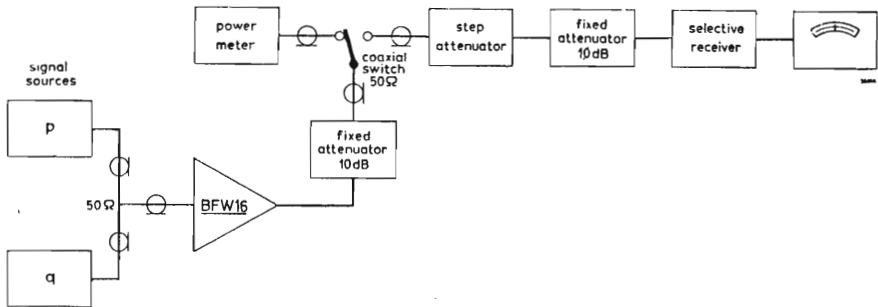 power
meter
step
attenuator
fixed
attenuator
10dB
selective
receiver
coaxial
switch
50Ω
signal
sources
p
50Ω
fixed
attenuator
10dB
BFW16
q